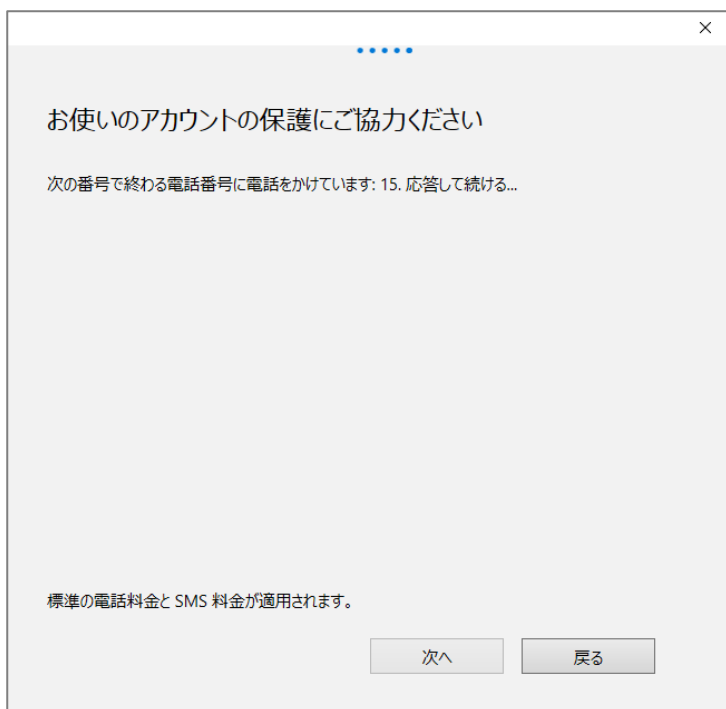 お使いのアカウントの保護にご協力ください
次の番号で終わる電話番号に電話をかけています: 15. 応答して続ける...
標準の電話料金と SMS 料金が適用されます。
次へ
戻る